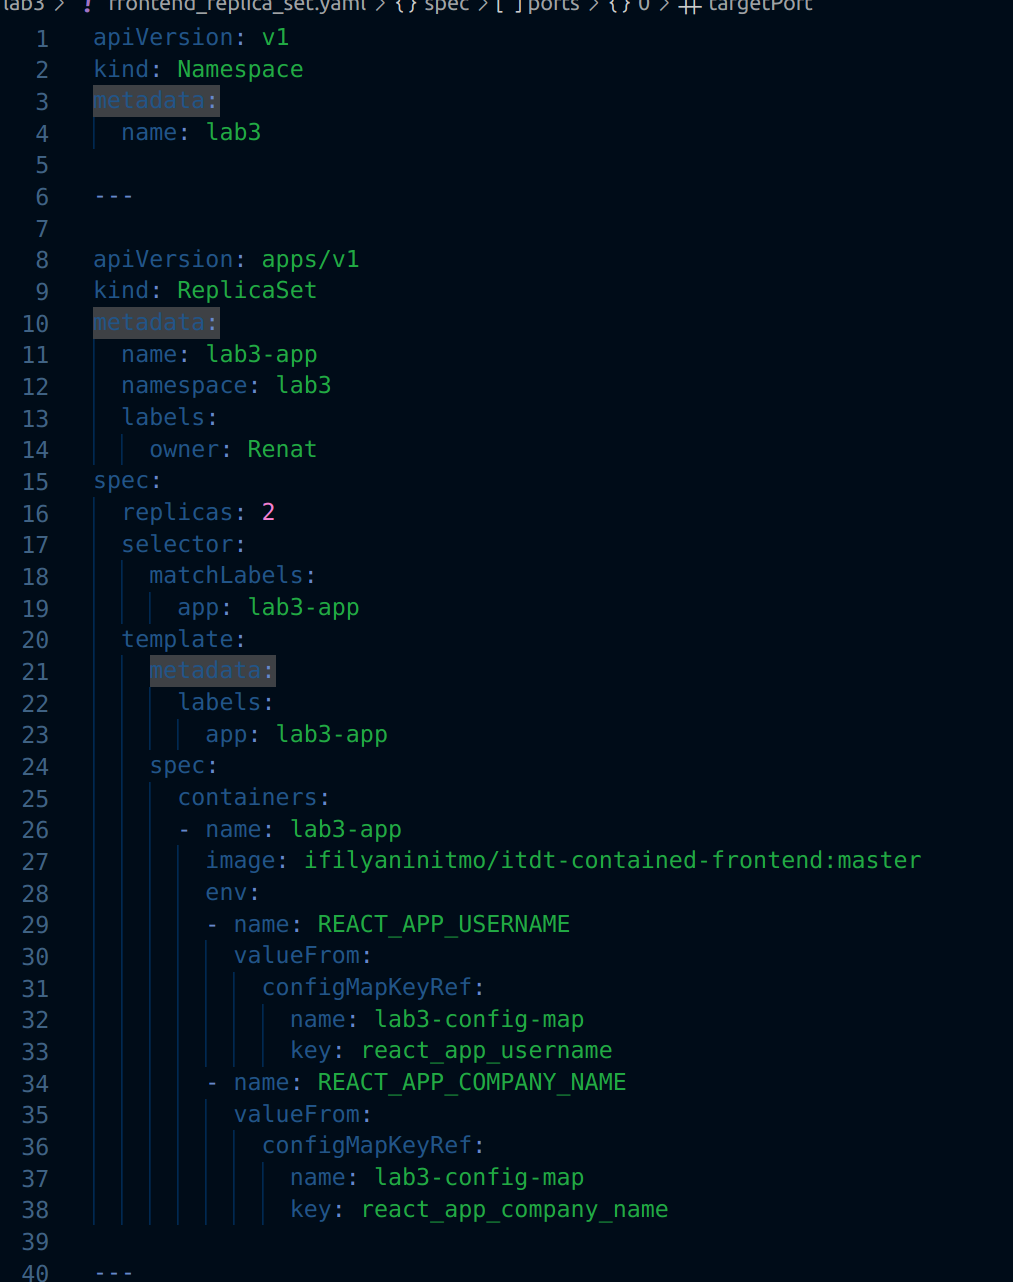 lab3 > ! frontend_replica_set.yaml > {} spec > [ ] ports > {} 0 > # targetPort
1 apiVersion: v1
2 kind: Namespace
3 metadata:
4   name: lab3
5
6 ---
7
8 apiVersion: apps/v1
9 kind: ReplicaSet
10 metadata:
11   name: lab3-app
12   namespace: lab3
13   labels:
14     owner: Renat
15 spec:
16   replicas: 2
17   selector:
18     matchLabels:
19       app: lab3-app
20   template:
21     metadata:
22       labels:
23         app: lab3-app
24     spec:
25       containers:
26       - name: lab3-app
27         image: ifilyaninitmo/itdt-contained-frontend:master
28         env:
29         - name: REACT_APP_USERNAME
30           valueFrom:
31             configMapKeyRef:
32               name: lab3-config-map
33               key: react_app_username
34         - name: REACT_APP_COMPANY_NAME
35           valueFrom:
36             configMapKeyRef:
37               name: lab3-config-map
38               key: react_app_company_name
39
40 ---